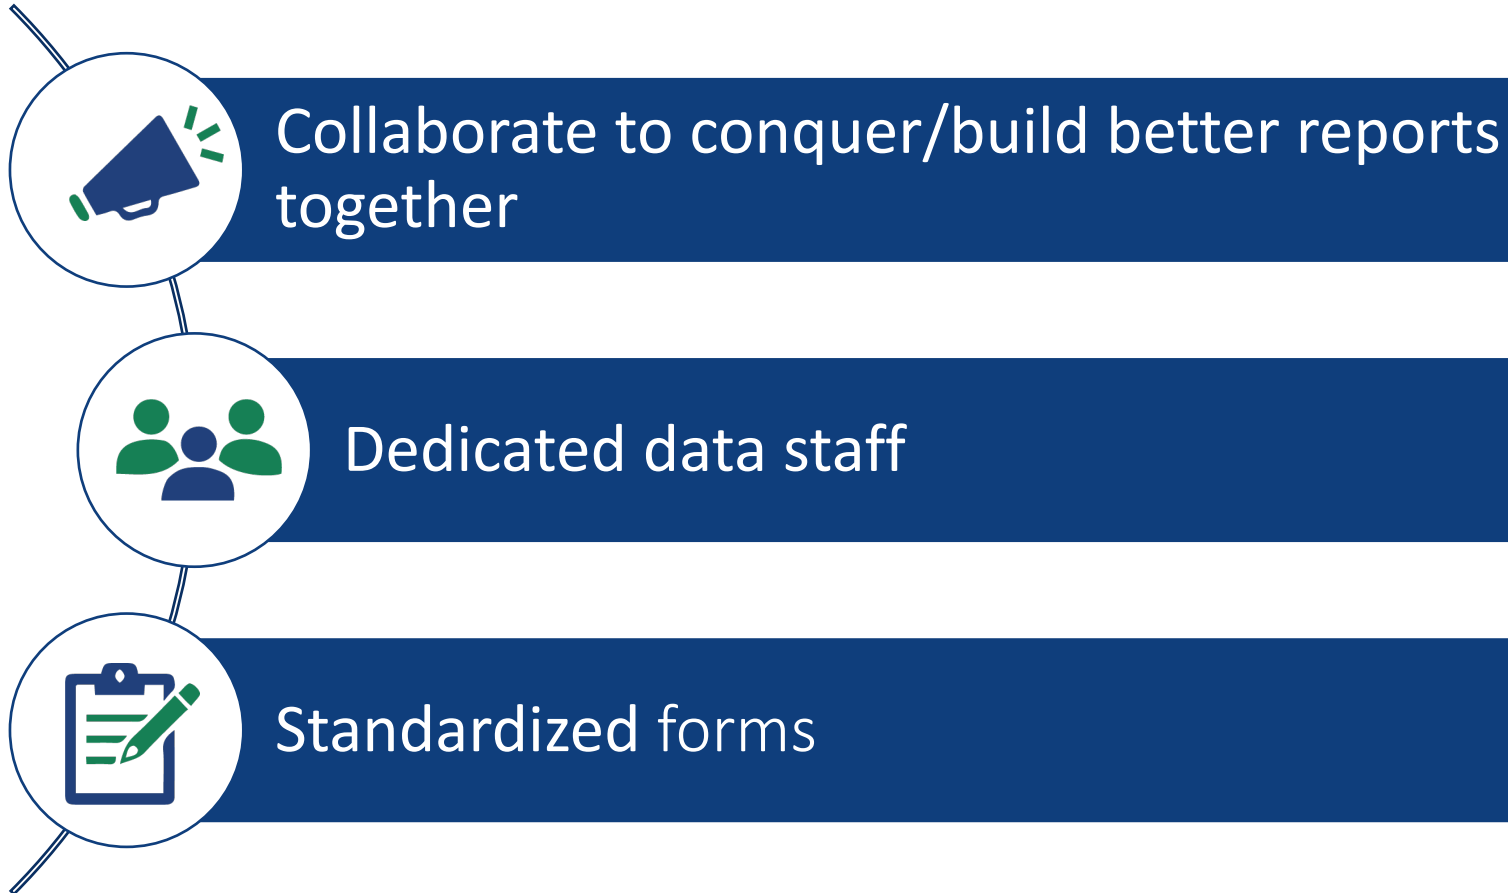 Collaborate to conquer/build better reports
together
Dedicated data staff
Standardized forms